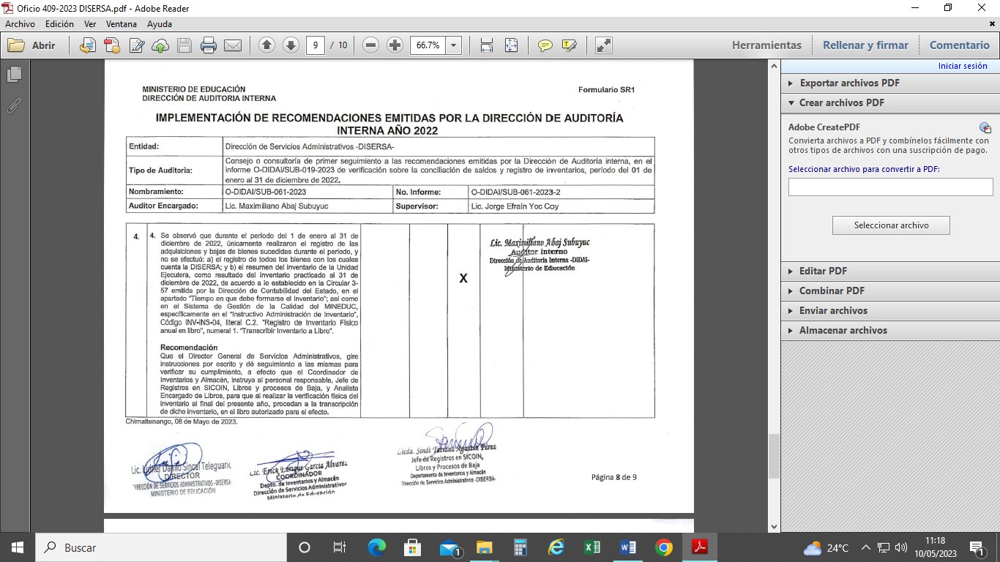 Oficio 409-2023 DISERSA.pdf - Adobe Reader
Archivo Edición Ver Ventana Ayuda
Abrir 9 / 10 66.7% Herramientas Rellenar y firmar Comentario
Iniciar sesión
Exportar archivos PDF
Crear archivos PDF
Adobe CreatePDF
Convierta archivos a PDF y combínelos fácilmente con
otros tipos de archivos con una suscripción de pago.
Seleccionar archivo para convertir a PDF:
Seleccionar archivo
Editar PDF
Combinar PDF
Enviar archivos
Almacenar archivos
MINISTERIO DE EDUCACIÓN
DIRECCIÓN DE AUDITORIA INTERNA
Formulario SR1
IMPLEMENTACIÓN DE RECOMENDACIONES EMITIDAS POR LA DIRECCIÓN DE AUDITORÍA
INTERNA AÑO 2022
Entidad: Dirección de Servicios Administrativos -DISERSA-
Tipo de Auditoria: Consejo o consultoría de primer seguimiento a las recomendaciones emitidas por la Dirección de Auditoría interna, en el
informe O-DIDAI/SUB-019-2023 de verificación sobre la conciliación de saldos y registro de inventarios, período del 01 de
enero al 31 de diciembre de 2022.
Nombramiento: O-DIDAI/SUB-061-2023 No. Informe: O-DIDAI/SUB-061-2023-2
Auditor Encargado: Lic. Maximiliano Abaj Subuyuc Supervisor: Lic. Jorge Efraín Yoc Coy
4. 4. Se observó que durante el período del 1 de enero al 31 de
diciembre de 2022, únicamente realizaron el registro de las
adquisiciones y bajas de bienes sucedidas durante el período, y
no se efectuó: a) el registro de todos los bienes con los cuales
cuenta la DISERSA; y b) el resumen del inventario de la Unidad
Ejecutora, como resultado del inventario practicado al 31 de
diciembre de 2022, de acuerdo a lo establecido en la Circular 3-
57 emitida por la Dirección de Contabilidad del Estado, en el
apartado "Tiempo en que debe formarse el Inventario"; así como
en el Sistema de Gestión de la Calidad del MINEDUC,
específicamente en el "Instructivo Administración de Inventario",
Código INV-INS-04, literal C.2. "Registro de Inventario Físico
anual en libro", numeral 1. "Transcribir Inventario a Libro".
Recomendación
Que el Director General de Servicios Administrativos, gire
instrucciones por escrito y dé seguimiento a las mismas para
verificar su cumplimiento, a efecto que el Coordinador de
Inventarios y Almacén, instruya al personal responsable, Jefe de
Registros en SICOIN, Libros y procesos de Baja, y Analista
Encargado de Libros, para que al realizar la verificación física del
inventario al final del presente año, procedan a la transcripción
de dicho inventario, en el libro autorizado para el efecto.
X
Lic. Maximiliano Abaj Subuyuc
Auditor Interno
Dirección de Auditoría Interna -DIDAI-
Ministerio de Educación
Chimaltenango, 08 de Mayo de 2023.
Danilo Sincal Teleguario
DIRECTOR
DIRECCIÓN DE SERVICIOS ADMINISTRATIVOS -DISERSA
MINISTERIO DE EDUCACIÓN
Lic. Erick Enrique García Alvarez
COORDINADOR
Depto. de Inventarios y Almacén
Dirección de Servicios Administrativos
Ministerio de Educación
Licda. Sindi Tatiana Agustín Pérez
Jefe de Registros en SICOIN,
Libros y Procesos de Baja
Departamento de Inventarios y Almacén
Dirección de Servicios Administrativos -DISERSA-
Página 8 de 9
Buscar
1
24°C
11:18
10/05/2023
1